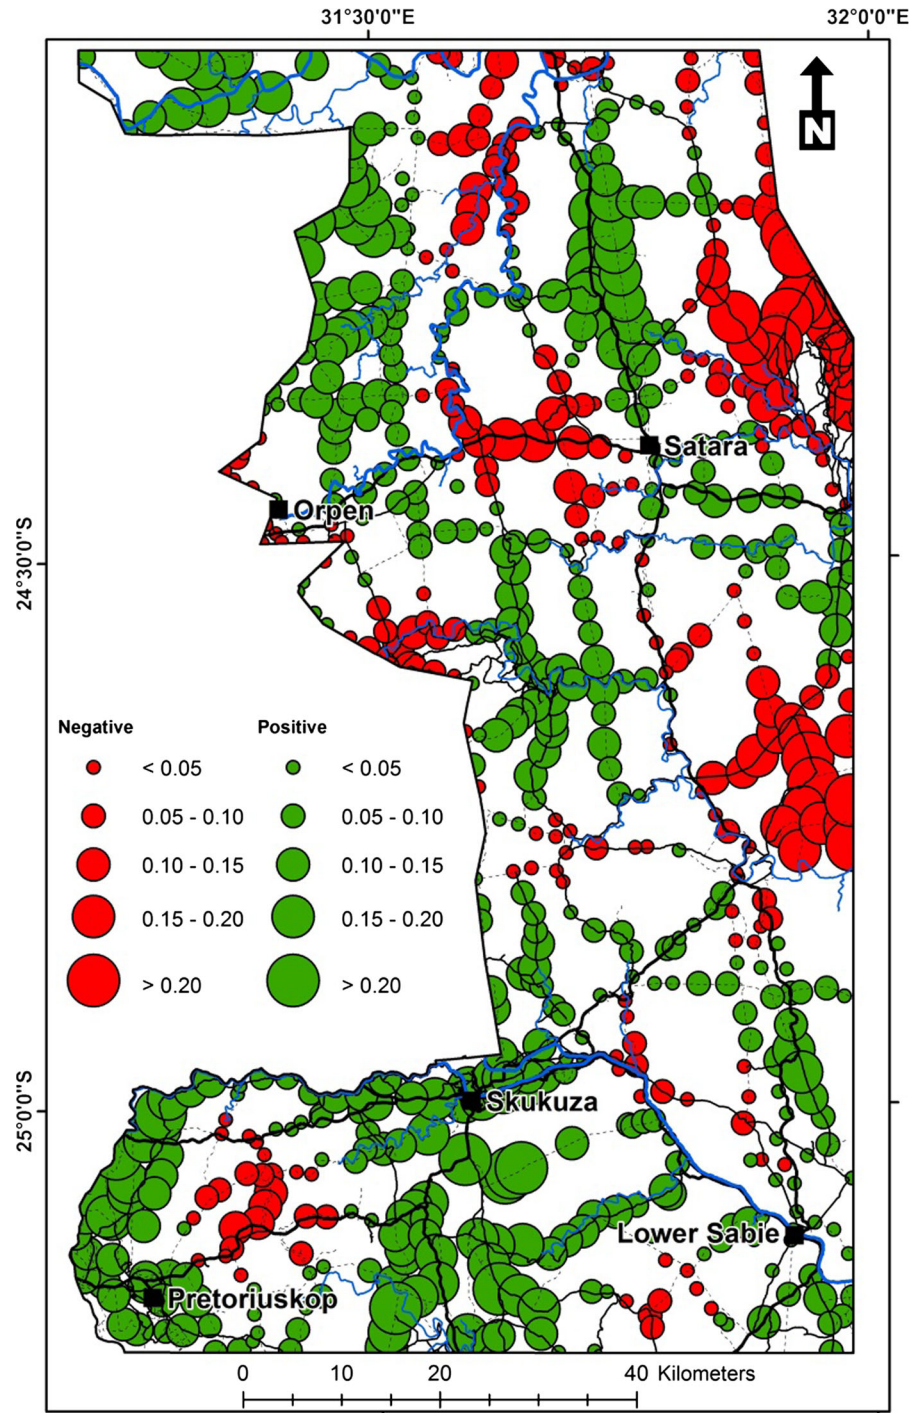 31°30'0"E 32°0'0"E
N
Satara
Orpen
24°30'0"S
Negative Positive
< 0.05 < 0.05
0.05 - 0.10 0.05 - 0.10
0.10 - 0.15 0.10 - 0.15
0.15 - 0.20 0.15 - 0.20
> 0.20 > 0.20
25°0'0"S
Skukuza
Lower Sabie
Pretoriuskop
0 10 20 40 Kilometers